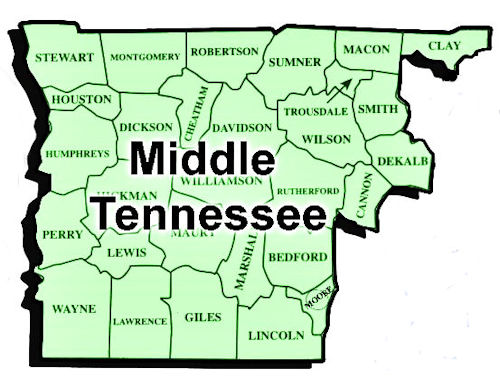 STEWART
MONTGOMERY
ROBERTSON
SUMNER
MACON
CLAY
HOUSTON
CHEATHAM
TROUSDALE
SMITH
DICKSON
DAVIDSON
WILSON
HUMPHREYS
DEKALB
Middle
Tennessee
HICKMAN
WILLIAMSON
RUTHERFORD
CANNON
PERRY
MAURY
LEWIS
MARSHALL
BEDFORD
MOORE
WAYNE
LAWRENCE
GILES
LINCOLN